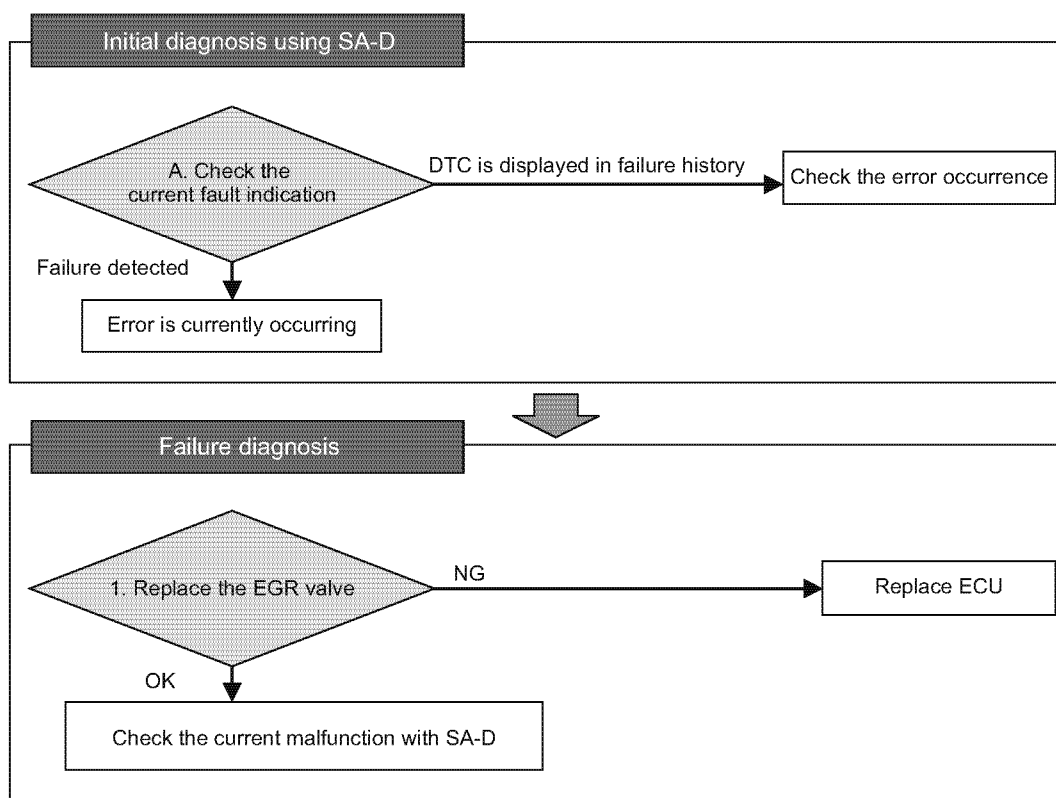 Initial diagnosis using SA-D
A. Check the
current fault indication
DTC is displayed in failure history
Check the error occurrence
Failure detected
Error is currently occurring
Failure diagnosis
1. Replace the EGR valve
NG
Replace ECU
OK
Check the current malfunction with SA-D